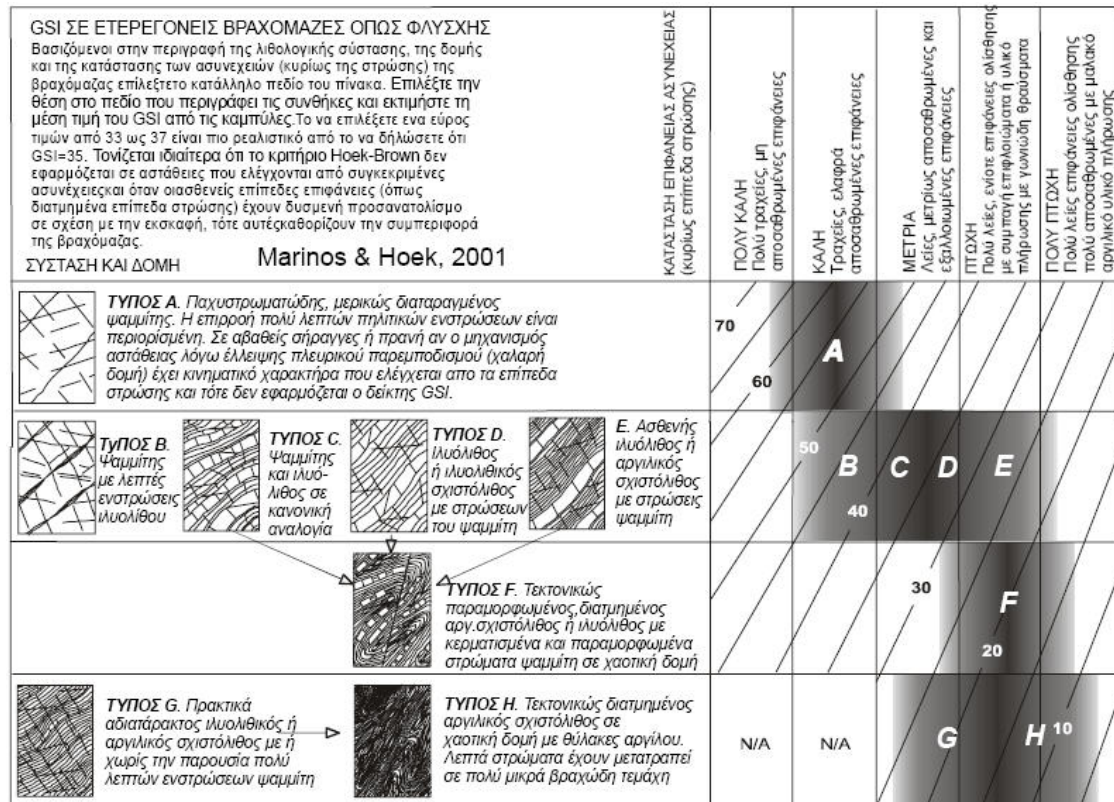 GSI ΣΕ ΕΤΕΡΕΓΟΝΕΙΣ ΒΡΑΧΟΜΑΖΕΣ ΟΠΩΣ ΦΛΥΣΧΗΣ
Βασιζόμενοι στην περιγραφή της λιθολογικής σύστασης, της δομής
και της κατάστασης των ασυνεχειών (κυρίως της στρώσης) της
βραχόμαζας επίλεξτετο κατάλληλο πεδίο του πίνακα. Επιλέξτε την
θέση στο πεδίο που περιγράφει τις συνθήκες και εκτιμήστε τη
μέση τιμή του GSI από τις καμπύλες.Το να επιλέξετε ενα εύρος
τιμών από 33 ως 37 είναι πιο ρεαλιστικό από το να δήλώσετε ότι
GSI=35. Τονίζεται ιδιαίτερα ότι το κριτήριο Hoek-Brown δεν
εφαρμόζεται σε αστάθειες που ελέγχονται από συγκεκριμένες
ασυνέχειεςκαι όταν οιασθενείς επίπεδες επιφάνειες (όπως
διατμημένα επίπεδα στρώσης) έχουν δυσμενή προσανατολίσμο
σε σχέση με την εκσκαφή, τότε αυτέςκαθορίζουν την συμπεριφορά
της βραχόμαζας.
Marinos & Hoek, 2001
ΣΥΣΤΑΣΗ ΚΑΙ ΔΟΜΗ
ΚΑΤΑΣΤΑΣΗ ΕΠΙΦΑΝΕΙΑΣ ΑΣΥΝΕΧΕΙΑΣ
(κυρίως επίπεδα στρώσης)
ΠΟΛΥ ΚΑΛΗ
Πολύ τραχείες, μη
αποσαθρωμένες επιφάνειες
ΚΑΛΗ
Τραχείες, ελαφρά
αποσαθρωμένες επιφάνειες
ΜΕΤΡΙΑ
Λείες, μετρίως αποσαθρωμένες και
εξαλλοιωμένες επιφάνειες
ΠΤΩΧΗ
Πολύ λείες, ενίοτε επιφάνειες ολίσθησης
με συμπαγή επιφλοιώματα ή υλικό
πλήρωσης με γωνιώδη θραύσματα
ΠΟΛΥ ΠΤΩΧΗ
Πολύ λείες επιφάνειες ολίσθησης ή
πολύ αποσαθρωμένες με μαλακό
αργιλικό υλικό πλήρωσης
ΤΥΠΟΣ Α. Παχυστρωματώδης, μερικώς διαταραγμένος
ψαμμίτης. Η επιρροή πολύ λεπτών πηλιτικών ενστρώσεων είναι
περιορισμένη. Σε αβαθείς σήραγγες ή πρανή αν ο μηχανισμός
αστάθειας λόγω έλλειψης πλευρικού παρεμποδισμού (χαλαρή
δομή) έχει κινηματικό χαρακτήρα που ελέγχεται απο τα επίπεδα
στρώσης και τότε δεν εφαρμόζεται ο δείκτης GSI.
70
60
A
ΤΥΠΟΣ Β.
Ψαμμίτης
με λεπτές
ενστρώσεις
ιλυολίθου
ΤΥΠΟΣ C.
Ψαμμίτης
και ιλυό-
λιθος σε
κανονική
αναλογία
ΤΥΠΟΣ D.
Ιλυόλιθος
ή ιλυολιθικός
σχιστόλιθος
με στρώσεων
του ψαμμίτη
Ε. Ασθενής
ιλυόλιθος ή
αργιλικός
σχιστόλιθος
με στρώσεις
ψαμμίτη
50
40
B
C
D
E
ΤΥΠΟΣ F. Τεκτονικώς
παραμορφωμένος,διατμημένος
αργ.σχιστόλιθος ή ιλυόλιθος με
κερματισμένα και παραμορφωμένα
στρώματα ψαμμίτη σε χαοτική δομή
30
F
20
ΤΥΠΟΣ G. Πρακτικά
αδιατάρακτο ιλυολιθικός ή
αργιλικός σχιστόλιθος με ή
χωρίς την παρουσία πολύ
λεπτών ενστρώσεων ψαμμίτη
ΤΥΠΟΣ Η. Τεκτονικώς διατμημένος
αργιλικός σχιστόλιθος σε
χαοτική δομή με θύλακες αργίλου.
Λεπτά στρώματα έχουν μετατραπεί
σε πολύ μικρά βραχώδη τεμάχη
N/A
N/A
G
H
10